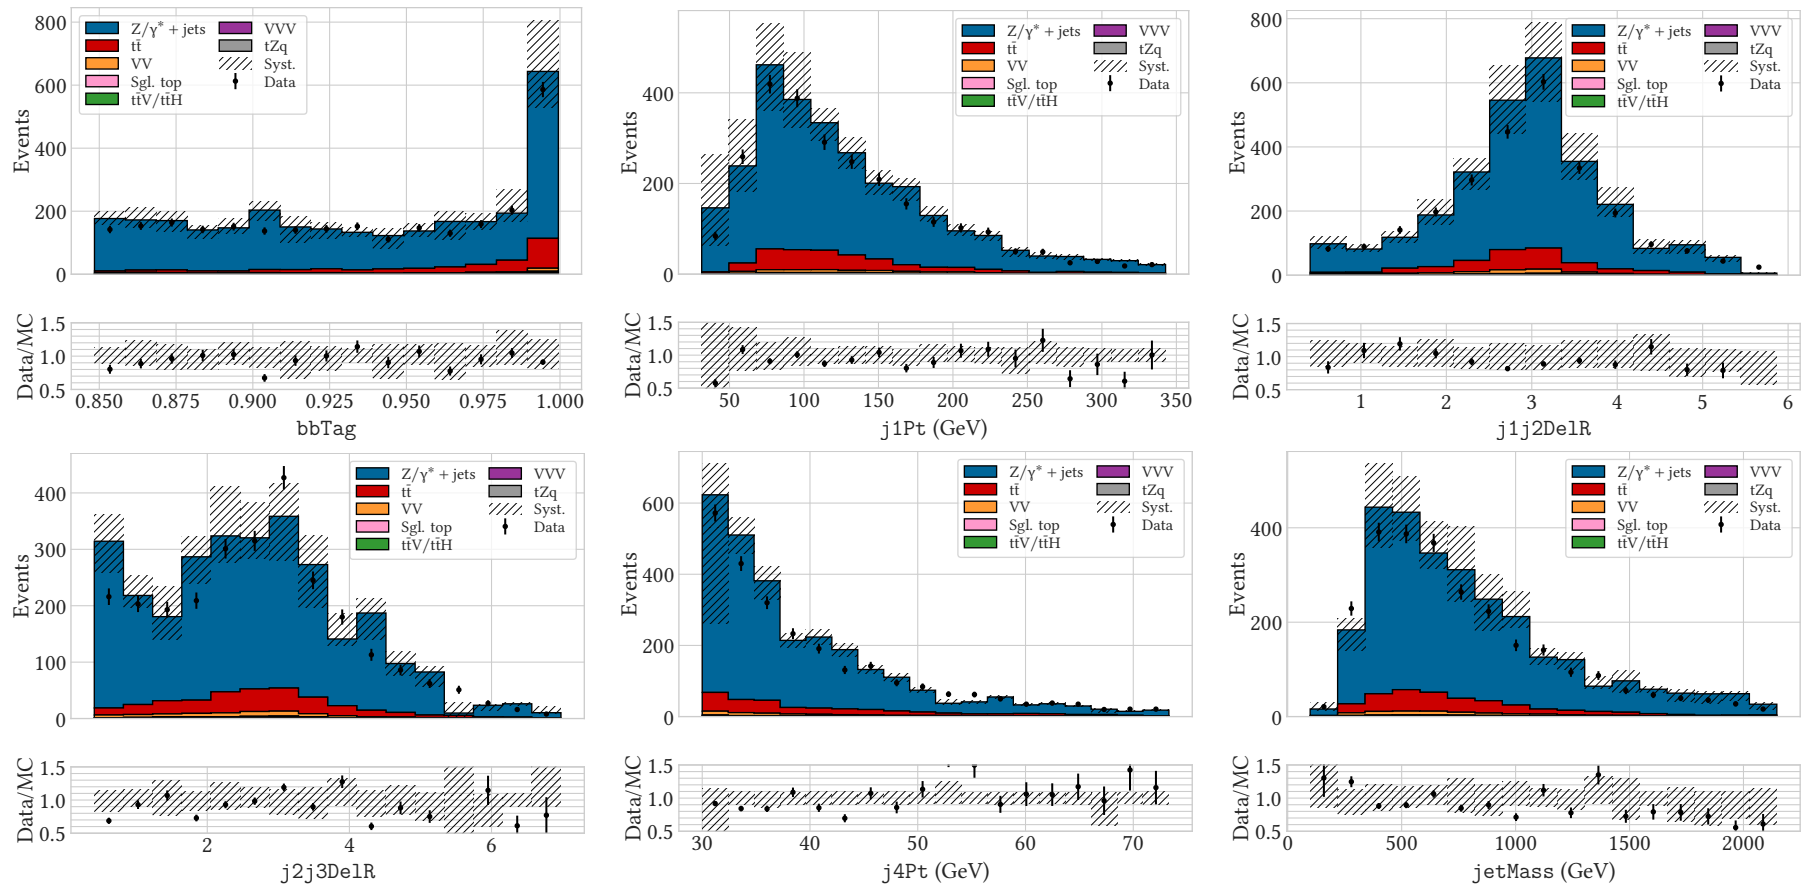 800
600
400
200
0
Events
Z/γ* + jets
tt̄
VV
Sgl. top
tt̄V/tt̄H
VVV
tZq
Syst.
Data
1.5
1.0
0.5
Data/MC
0.850 0.875 0.900 0.925 0.950 0.975 1.000
bbTag
400
200
0
Events
Z/γ* + jets
tt̄
VV
Sgl. top
tt̄V/tt̄H
VVV
tZq
Syst.
Data
1.5
1.0
0.5
Data/MC
50 100 150 200 250 300 350
j1Pt (GeV)
800
600
400
200
0
Events
Z/γ* + jets
tt̄
VV
Sgl. top
tt̄V/tt̄H
VVV
tZq
Syst.
Data
1.5
1.0
0.5
Data/MC
1 2 3 4 5 6
j1j2DelR
400
300
200
100
0
Events
Z/γ* + jets
tt̄
VV
Sgl. top
tt̄V/tt̄H
VVV
tZq
Syst.
Data
1.5
1.0
0.5
Data/MC
2 4 6
j2j3DelR
600
400
200
0
Events
Z/γ* + jets
tt̄
VV
Sgl. top
tt̄V/tt̄H
VVV
tZq
Syst.
Data
1.5
1.0
0.5
Data/MC
30 40 50 60 70
j4Pt (GeV)
400
200
0
Events
Z/γ* + jets
tt̄
VV
Sgl. top
tt̄V/tt̄H
VVV
tZq
Syst.
Data
1.5
1.0
0.5
Data/MC
0 500 1000 1500 2000
jetMass (GeV)